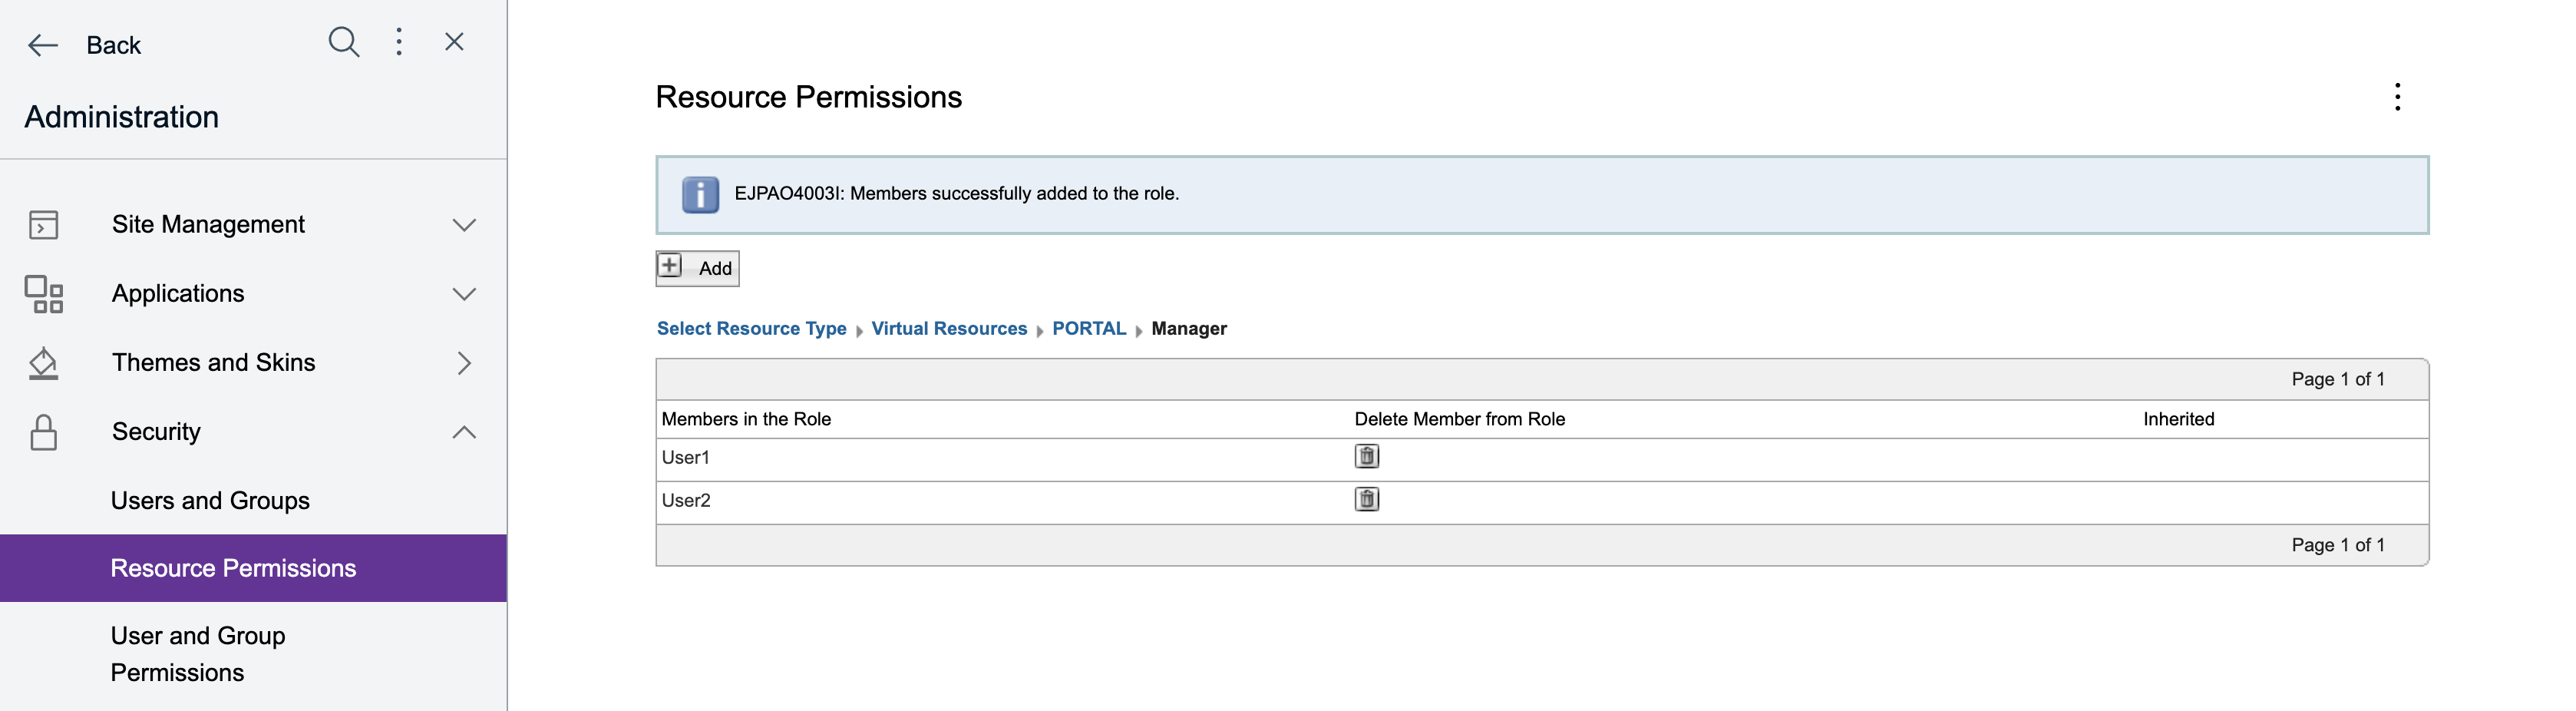 Back
Administration
Site Management
Applications
Themes and Skins
Security
Users and Groups
Resource Permissions
User and Group
Permissions
Resource Permissions
EJPAO4003I: Members successfully added to the role.
Add
Select Resource Type Virtual Resources PORTAL Manager
Page 1 of 1
Members in the Role Delete Member from Role Inherited
User1
User2
Page 1 of 1